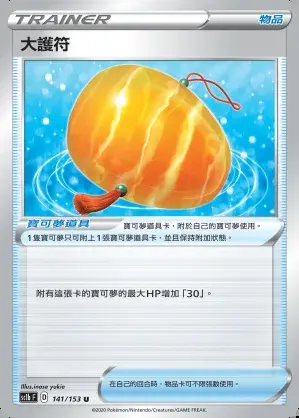 TRAINER
物品
大護符
寶可夢道具
寶可夢道具卡,附於自己的寶可夢使用。
1隻寶可夢只可附上1張寶可夢道具卡,並且保持附加狀態。
附有這張卡的寶可夢的最大HP增加「30」。
Illus.inose yukie
sc1b F D 141/153 U
在自己的回合時,物品卡可不限張數使用。
©2020 Pokémon/Nintendo/Creatures/GAME FREAK.